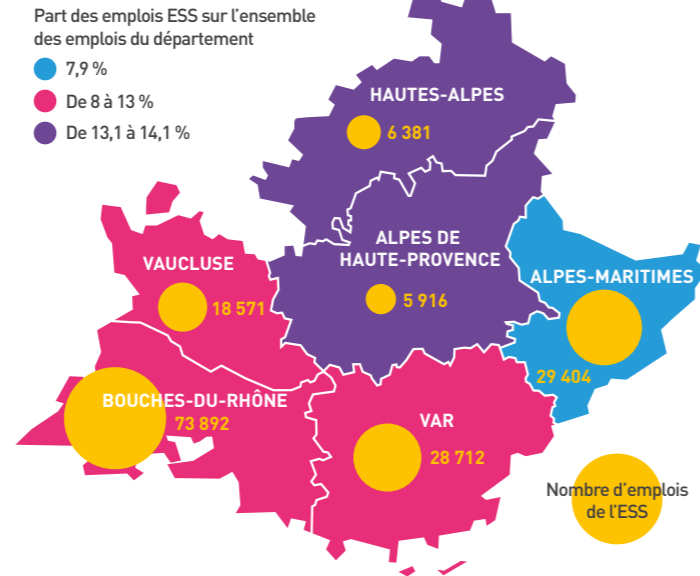 Part des emplois ESS sur l'ensemble
des emplois du département
7,9 %
De 8 à 13 %
De 13,1 à 14,1 %
HAUTES-ALPES
6 381
ALPES DE
HAUTE-PROVENCE
5 916
VAUCLUSE
18 571
ALPES-MARITIMES
29 404
BOUCHES-DU-RHÔNE
73 892
VAR
28 712
Nombre d'emplois
de l'ESS